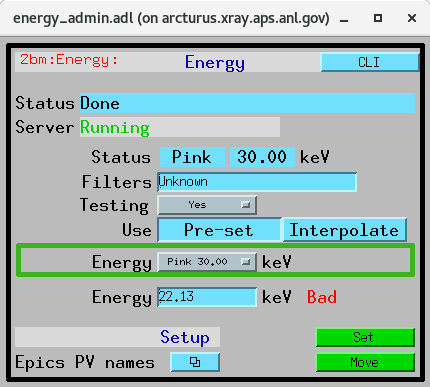 energy_admin.adl (on arcturus.xray.aps.anl.gov)
2bm:Energy: Energy CLI
Status Done
Server Running
Status Pink 30.00 keV
Filters Unknown
Testing Yes
Use Pre-set Interpolate
Energy Pink 30.00 keV
Energy 22.13 keV Bad
Setup Set
Epics PV names Move